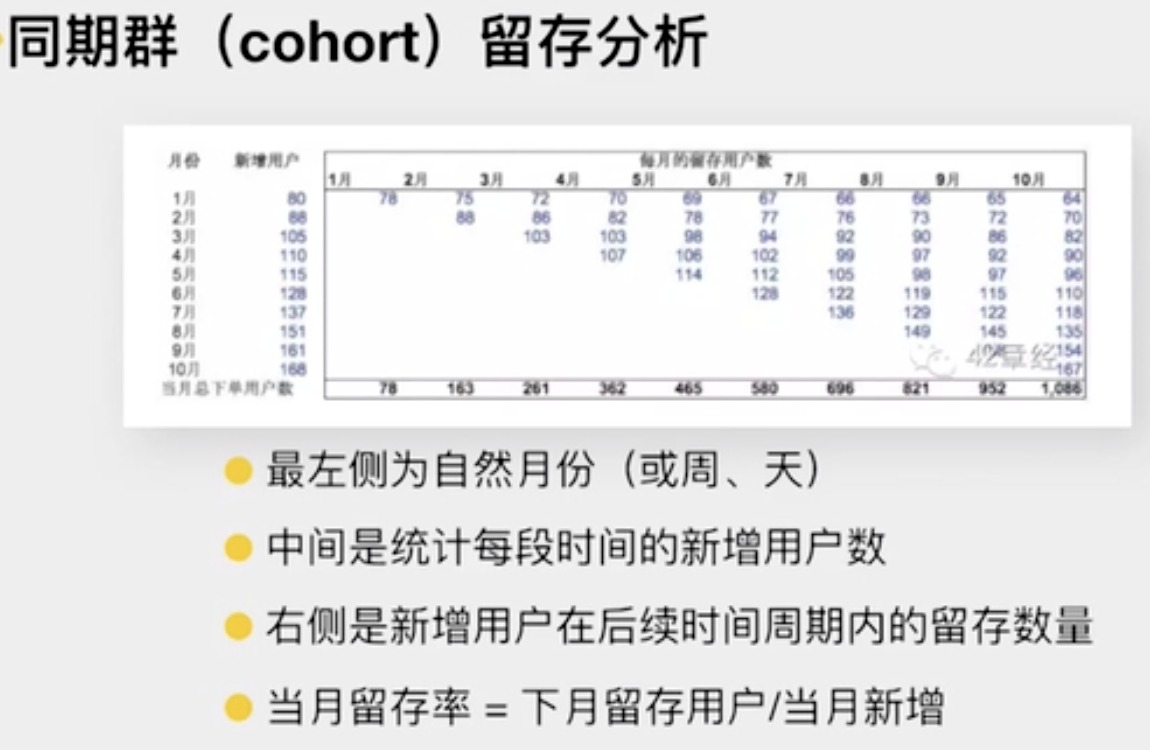 同期群（cohort）留存分析
月份 新增用户 每月的留存用户数
1月 2月 3月 4月 5月 6月 7月 8月 9月 10月
1月 80 78 75 72 70 69 67 66 66 65 64
2月 88 88 86 82 78 77 76 73 72 70
3月 105 103 103 98 94 92 90 86 82
4月 110 107 106 102 99 97 92 90
5月 115 114 112 105 98 97 96
6月 128 128 122 119 115 110
7月 137 136 129 122 118
8月 151 149 145 135
9月 161 154
42章经
10月 168 167
当月总下单用户数 78 163 261 362 465 580 696 821 952 1,086
最左侧为自然月份（或周、天）
中间是统计每段时间的新增用户数
右侧是新增用户在后续时间周期内的留存数量
当月留存率 = 下月留存用户/当月新增